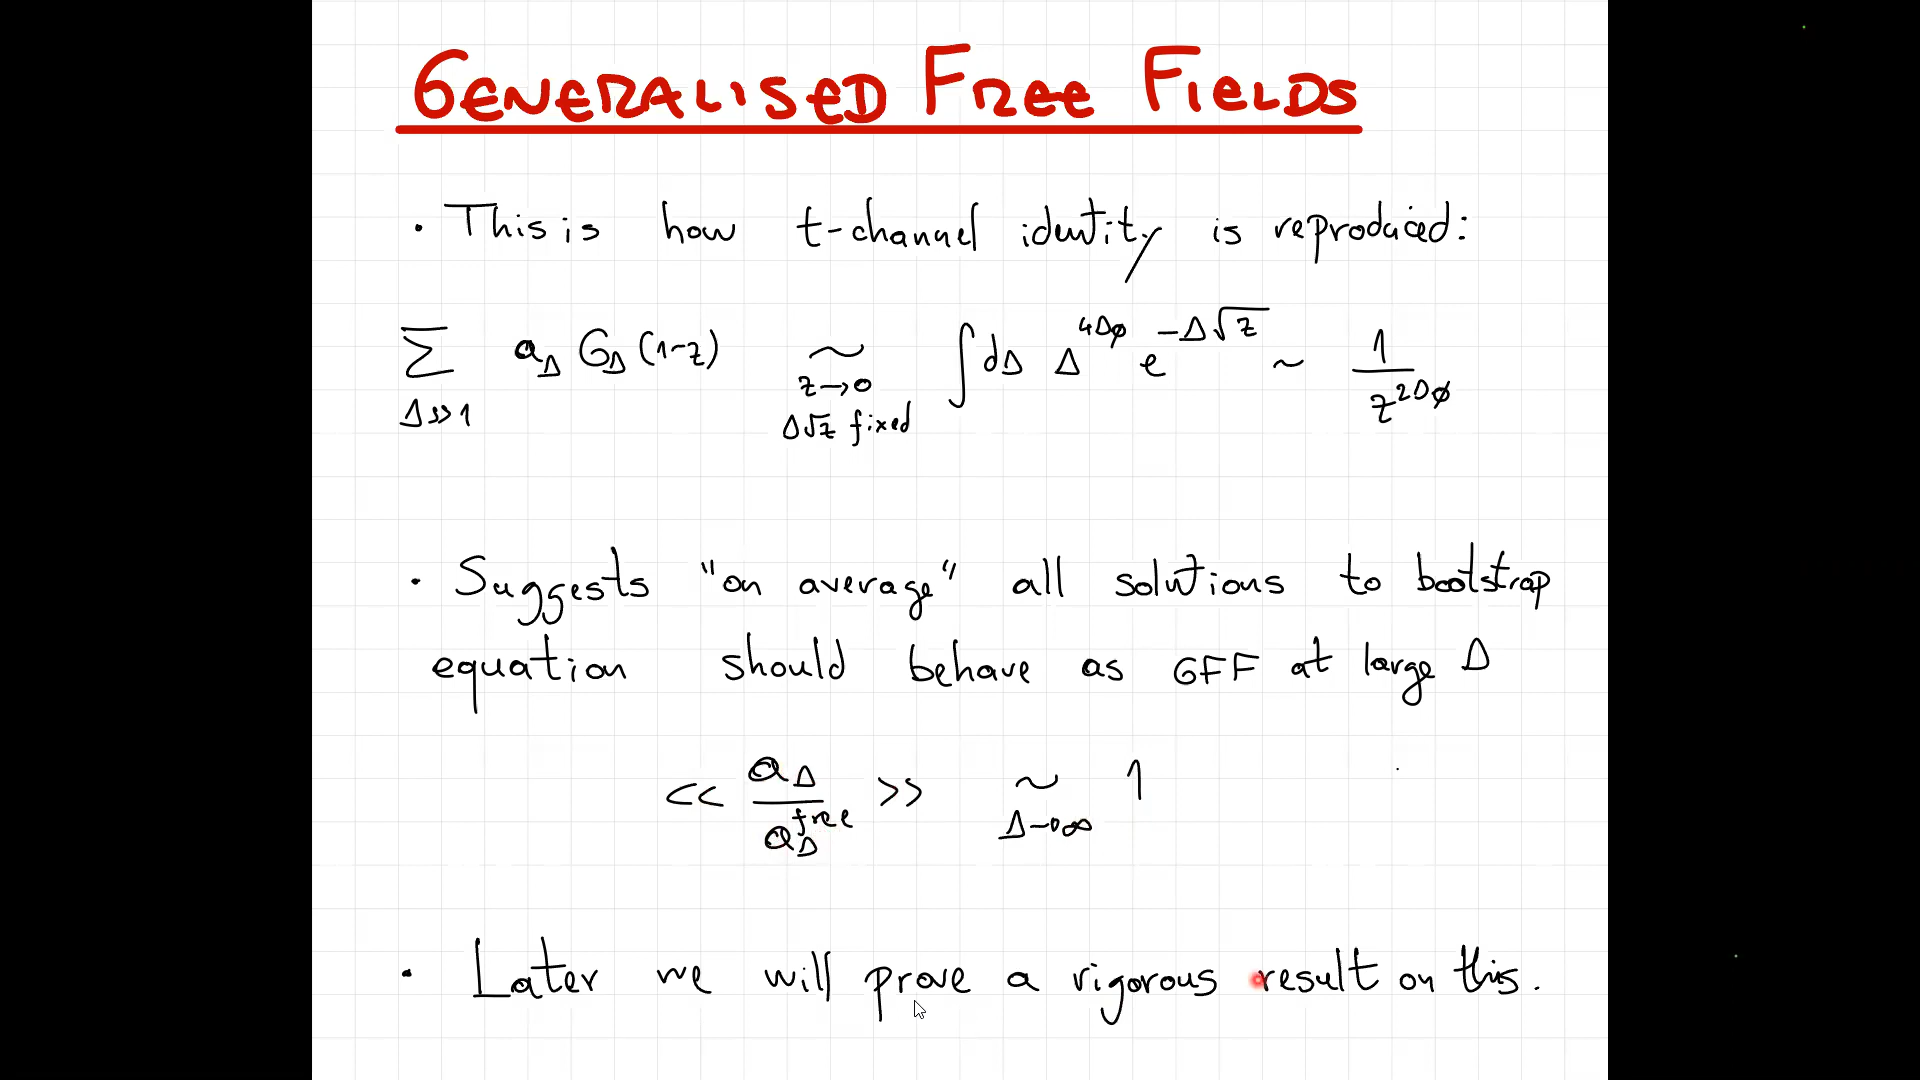 GENERALISED FREE FIELDS
· This is how t-channel identity is reproduced:
∑_{Δ>>1} a_Δ G_Δ(1-z) ~_{z→0, Δ√z fixed} ∫dΔ Δ^{4Δφ} e^{-Δ√z} ~ 1/z^{2Δφ}
· Suggests "on average" all solutions to bootstrap
equation should behave as GFF at large Δ
<< a_Δ / a_Δ^{free} >> ~_{Δ→∞} 1
· Later we will prove a rigorous result on this.